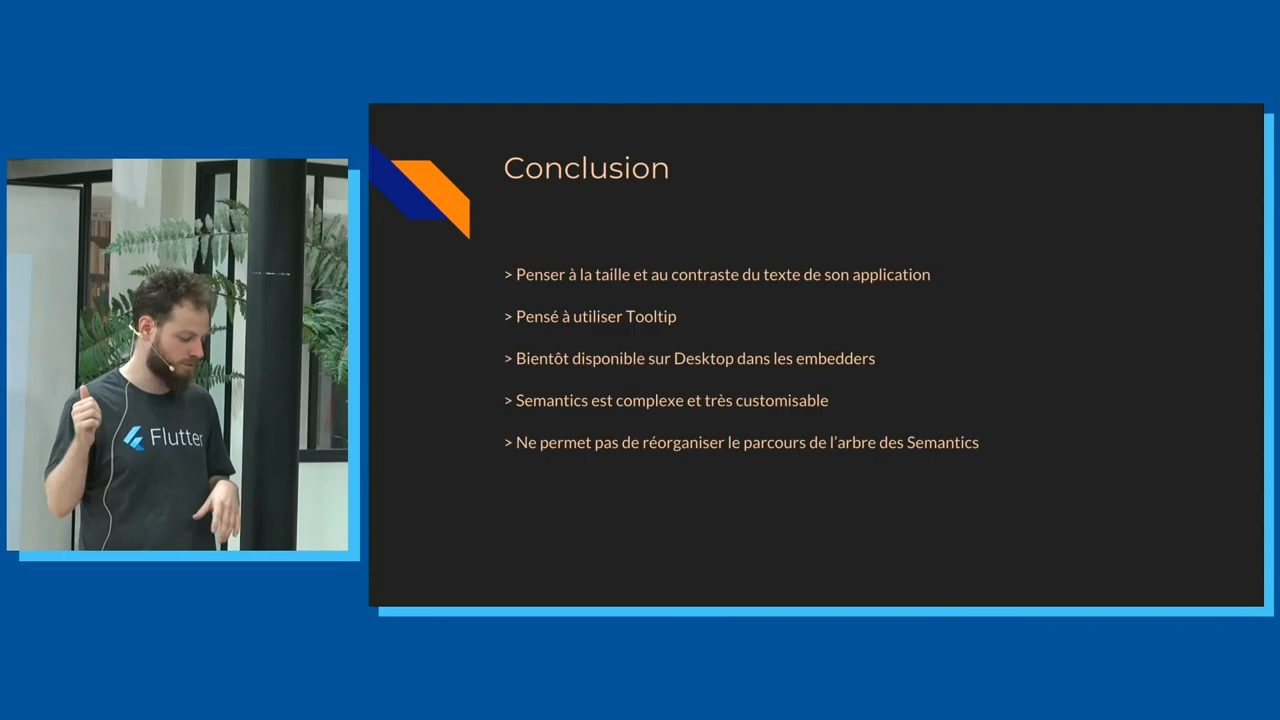 Conclusion
> Penser à la taille et au contraste du texte de son application
> Pensé à utiliser Tooltip
> Bientôt disponible sur Desktop dans les embedders
> Semantics est complexe et très customisable
> Ne permet pas de réorganiser le parcours de l'arbre des Semantics
Flutter